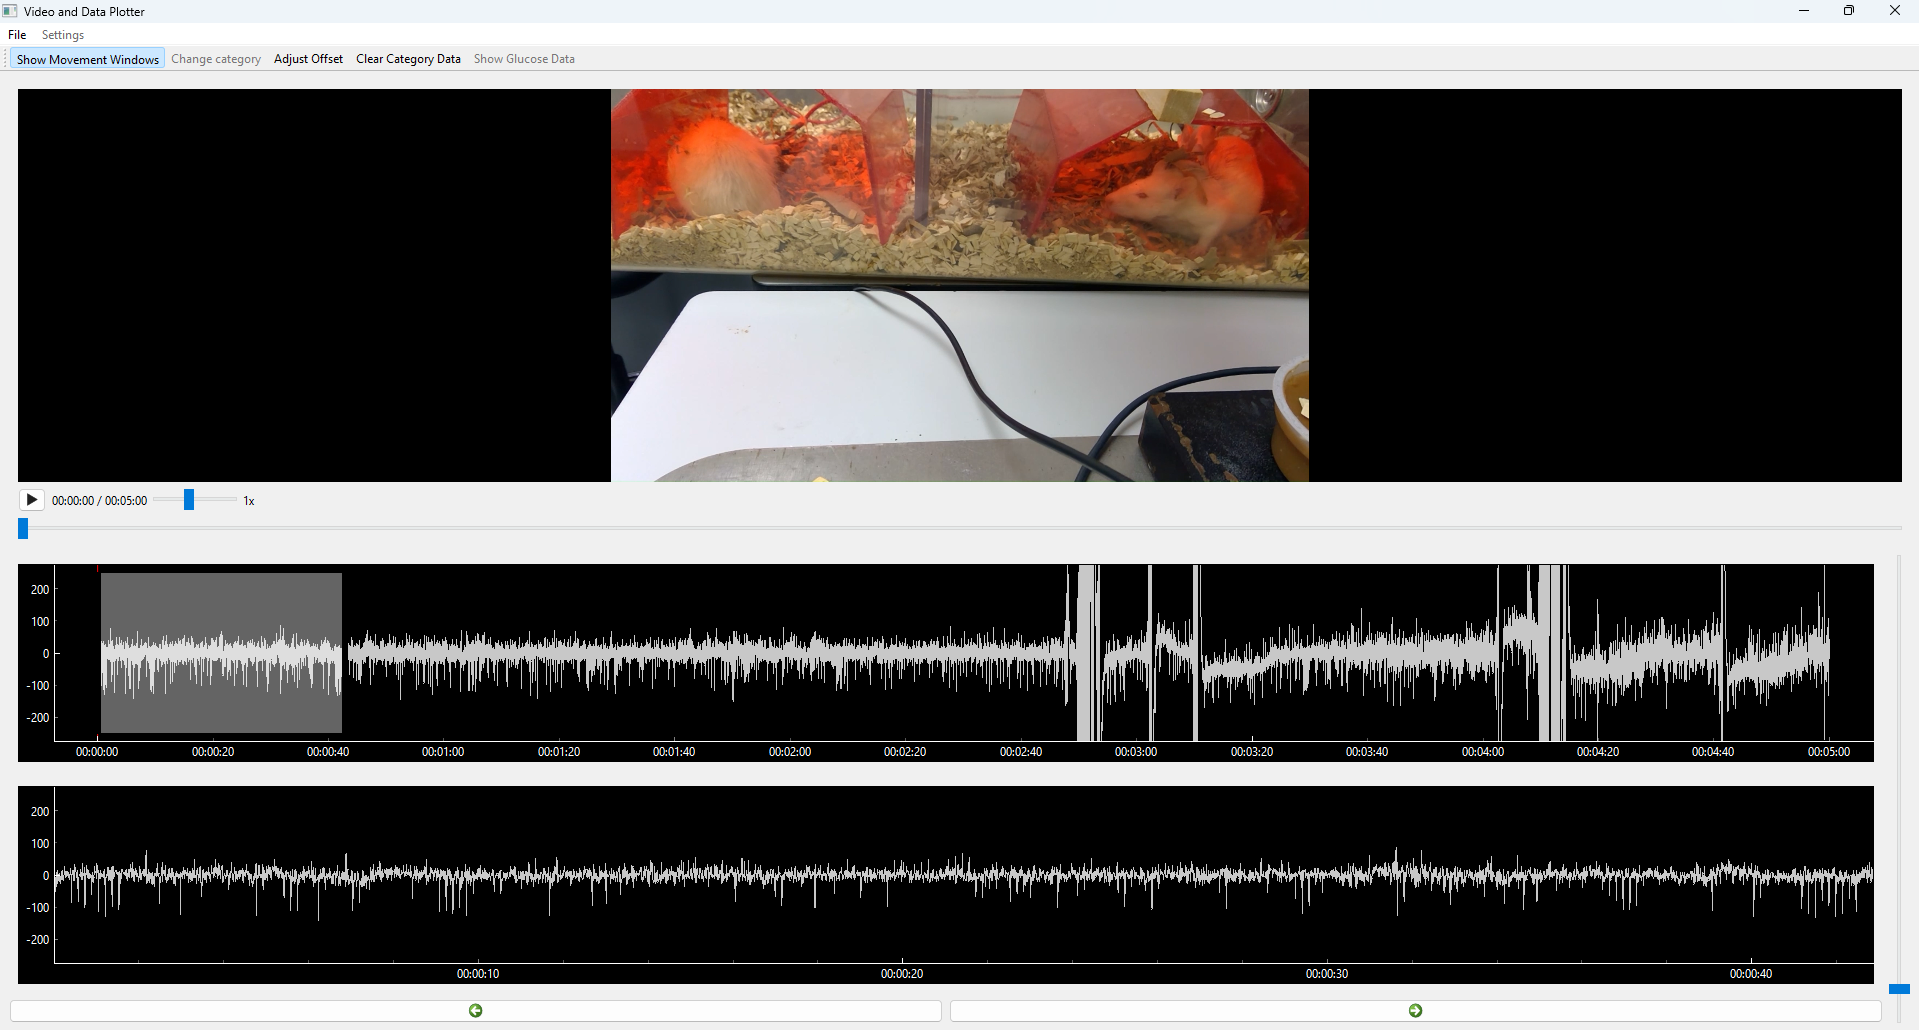 Video and Data Plotter
File Settings
Show Movement Windows Change category Adjust Offset Clear Category Data Show Glucose Data
00:00:00 / 00:05:00 1x
200
100
0
-100
-200
00:00:00 00:00:20 00:00:40 00:01:00 00:01:20 00:01:40 00:02:00 00:02:20 00:02:40 00:03:00 00:03:20 00:03:40 00:04:00 00:04:20 00:04:40 00:05:00
200
100
0
-100
-200
00:00:10 00:00:20 00:00:30 00:00:40